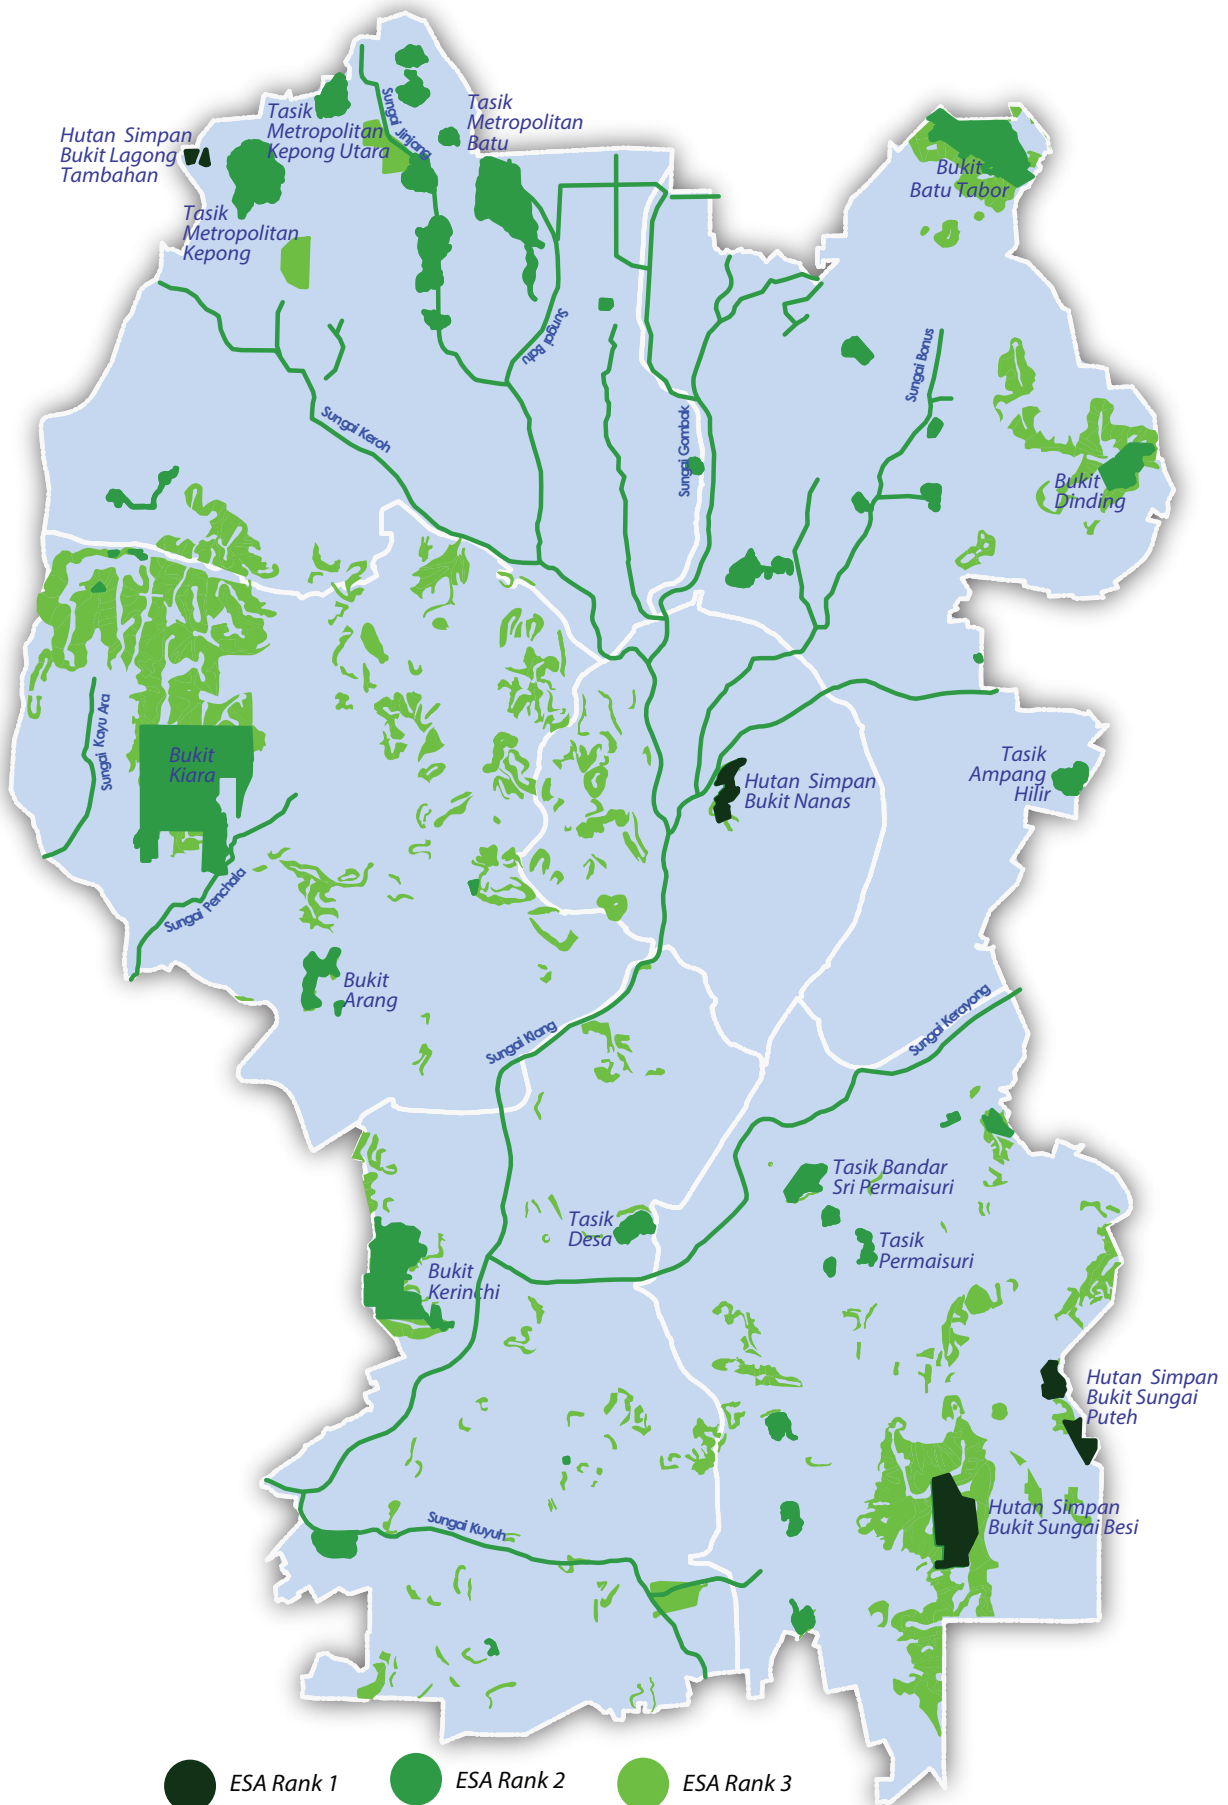 Hutan Simpan
Bukit Lagong
Tambahan
Tasik
Metropolitan
Kepong Utara
Sungai Jinjang
Tasik
Metropolitan
Batu
Tasik
Metropolitan
Kepong
Bukit
Batu Tabor
Sungai Batu
Sungai Bonus
Sungai Keroh
Sungai Gombak
Bukit
Dinding
Sungai Kayu Ara
Bukit
Kiara
Hutan Simpan
Bukit Nanas
Tasik
Ampang
Hilir
Sungai Penchala
Bukit
Arang
Sungai Klang
Sungai Kerayong
Tasik Bandar
Sri Permaisuri
Tasik
Desa
Tasik
Permaisuri
Bukit
Kerinchi
Hutan Simpan
Bukit Sungai
Puteh
Hutan Simpan
Bukit Sungai Besi
Sungai Kuyuh
ESA Rank 1
ESA Rank 2
ESA Rank 3